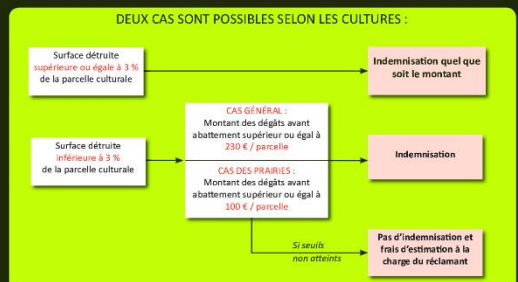 DEUX CAS SONT POSSIBLES SELON LES CULTURES :
Surface détruite
supérieure ou égale à 3 %
de la parcelle culturale
Indemnisation quel que
soit le montant
Surface détruite
inférieure à 3 %
de la parcelle culturale
CAS GÉNÉRAL :
Montant des dégâts avant
abattement supérieur ou égal à
230 € / parcelle
CAS DES PRAIRIES :
Montant des dégâts avant
abattement supérieur ou égal à
100 € / parcelle
Indemnisation
Si seuils
non atteints
Pas d'indemnisation et
frais d'estimation à la
charge du réclamant